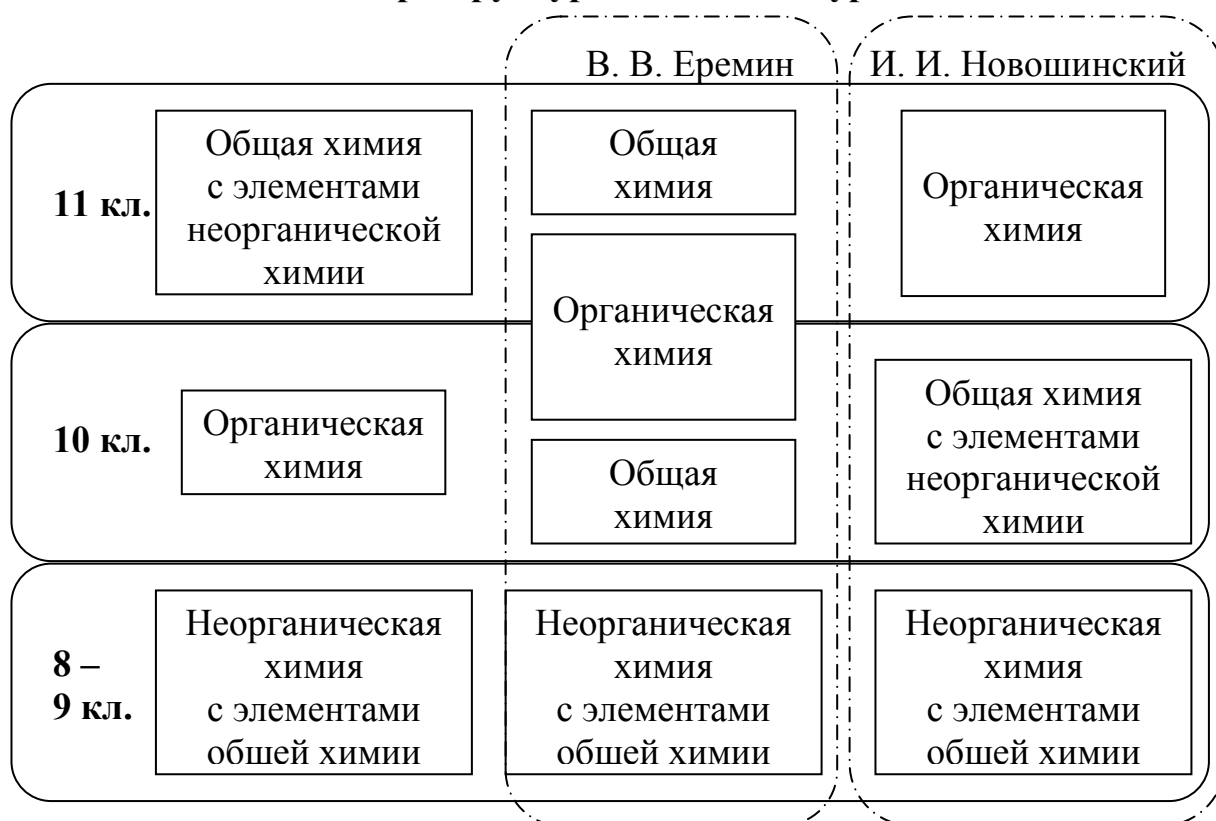 В. В. Еремин
И. И. Новошинский
11 кл.
Общая химия
с элементами
неорганической
химии
Общая
химия
Органическая
химия
Органическая
химия
10 кл.
Органическая
химия
Общая
химия
Общая химия
с элементами
неорганической
химии
8 –
9 кл.
Неорганическая
химия
с элементами
обшей химии
Неорганическая
химия
с элементами
обшей химии
Неорганическая
химия
с элементами
обшей химии